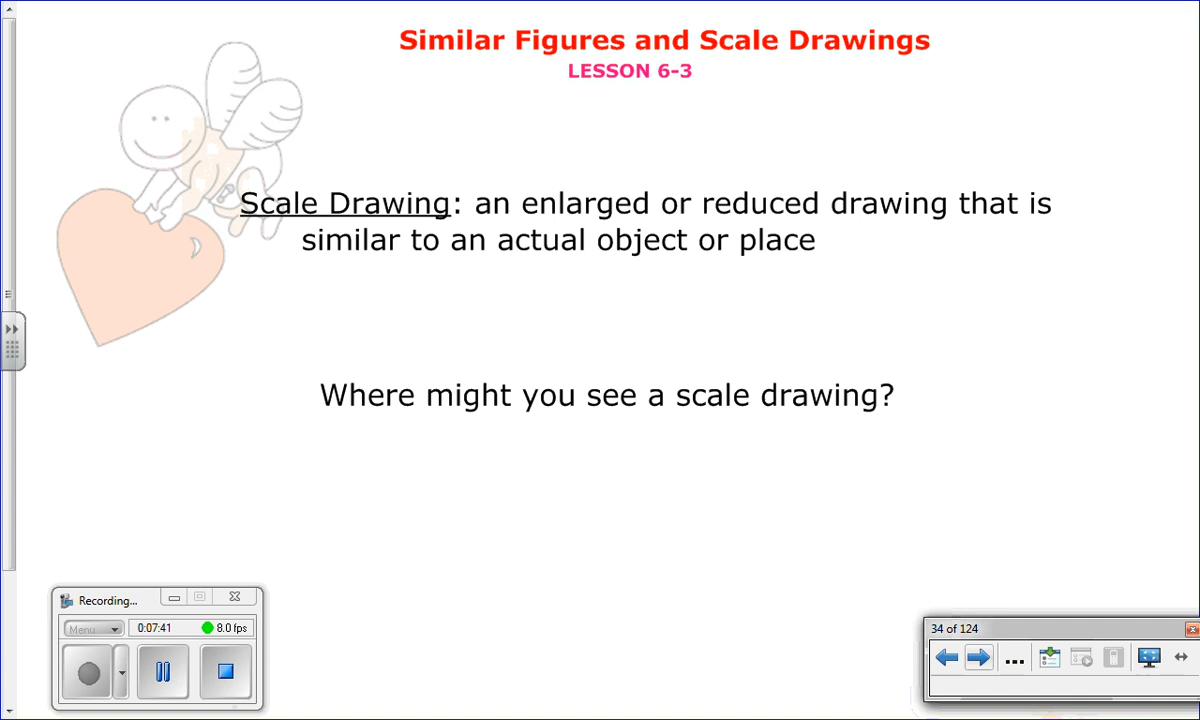 Similar Figures and Scale Drawings
LESSON 6-3
Scale Drawing: an enlarged or reduced drawing that is
similar to an actual object or place
Where might you see a scale drawing?
Recording...
Menu
0:07:41
8.0 fps
34 of 124
...